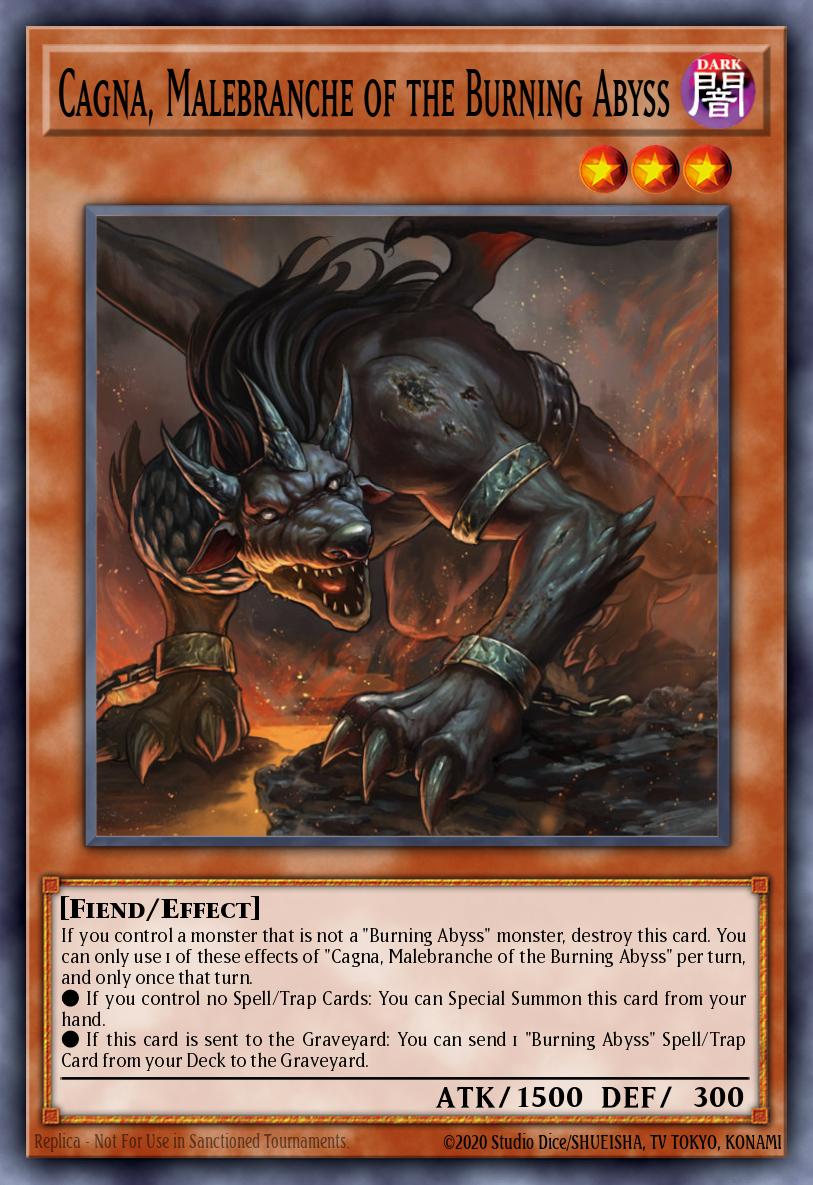 Cagna, Malebranche of the Burning Abyss
DARK
闇
[Fiend/Effect]
If you control a monster that is not a "Burning Abyss" monster, destroy this card. You
can only use 1 of these effects of "Cagna, Malebranche of the Burning Abyss" per turn,
and only once that turn.
● If you control no Spell/Trap Cards: You can Special Summon this card from your
hand.
● If this card is sent to the Graveyard: You can send 1 "Burning Abyss" Spell/Trap
Card from your Deck to the Graveyard.
ATK/1500 DEF/ 300
Replica - Not For Use in Sanctioned Tournaments.
©2020 Studio Dice/SHUEISHA, TV TOKYO, KONAMI